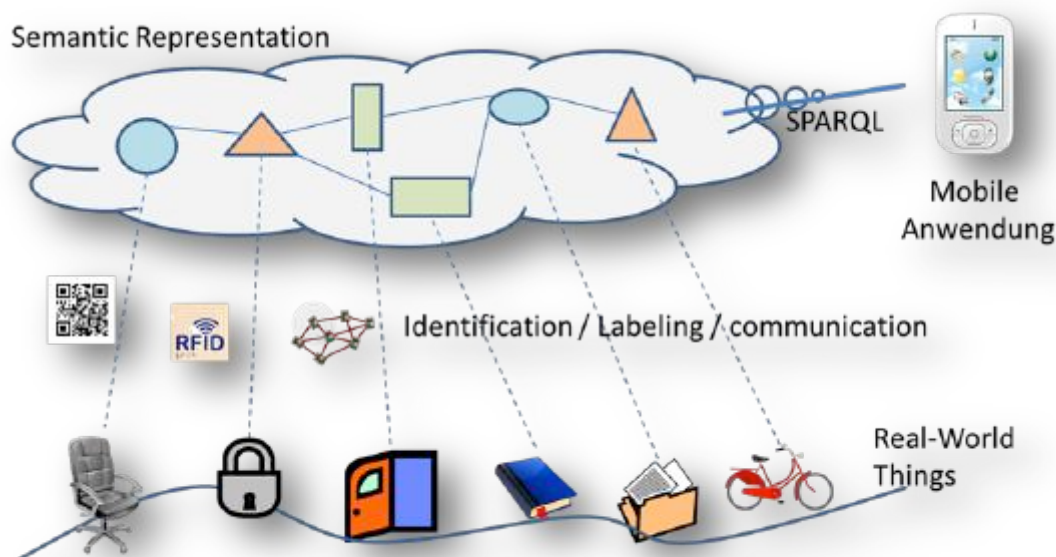 Semantic Representation
SPARQL
Mobile
Anwendung
RFID
Identification / Labeling / communication
Real-World
Things